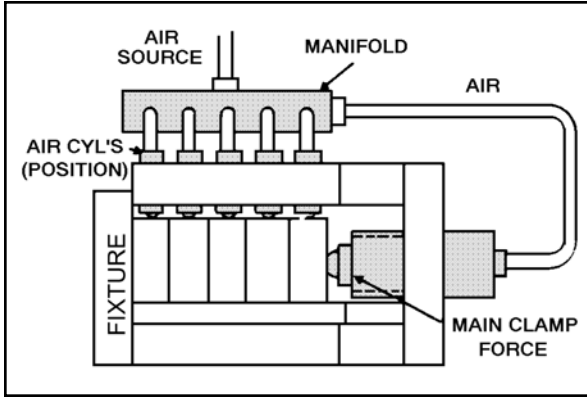 AIR
SOURCE
MANIFOLD
AIR
AIR CYL'S
(POSITION)
FIXTURE
MAIN CLAMP
FORCE